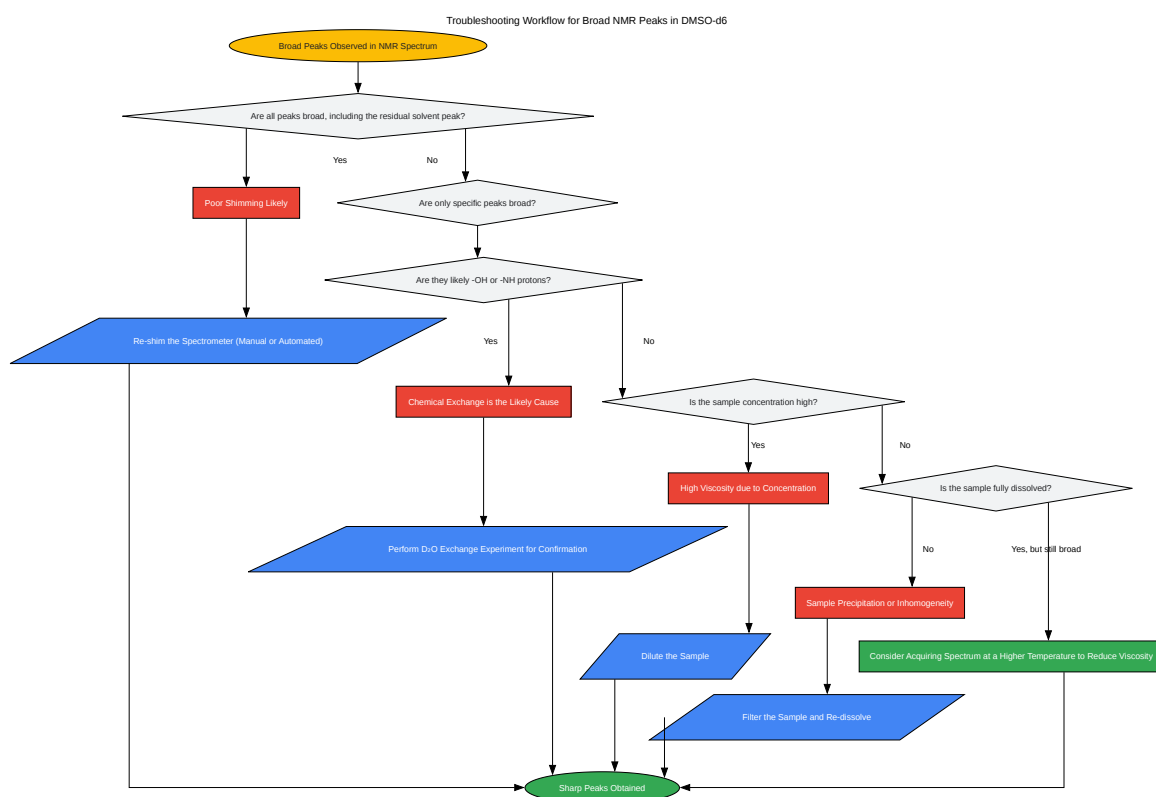 Troubleshooting Workflow for Broad NMR Peaks in DMSO-d6
Broad Peaks Observed in NMR Spectrum
Are all peaks broad, including the residual solvent peak?
Yes
No
Poor Shimming Likely
Are only specific peaks broad?
Are they likely -OH or -NH protons?
Re-shim the Spectrometer (Manual or Automated)
Yes
No
Chemical Exchange is the Likely Cause
Is the sample concentration high?
Yes
No
High Viscosity due to Concentration
Is the sample fully dissolved?
Perform D₂O Exchange Experiment for Confirmation
No
Yes, but still broad
Sample Precipitation or Inhomogeneity
Dilute the Sample
Consider Acquiring Spectrum at a Higher Temperature to Reduce Viscosity
Filter the Sample and Re-dissolve
Sharp Peaks Obtained